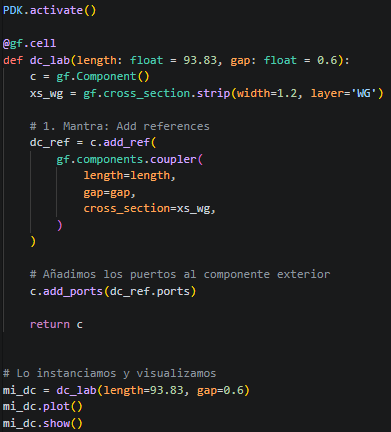 PDK.activate()
@gf.cell
def dc_lab(length: float = 93.83, gap: float = 0.6):
    c = gf.Component()
    xs_wg = gf.cross_section.strip(width=1.2, layer='WG')
    # 1. Mantra: Add references
    dc_ref = c.add_ref(
        gf.components.coupler(
            length=length,
            gap=gap,
            cross_section=xs_wg,
        )
    )
    # Añadimos los puertos al componente exterior
    c.add_ports(dc_ref.ports)
    return c
# Lo instanciamos y visualizamos
mi_dc = dc_lab(length=93.83, gap=0.6)
mi_dc.plot()
mi_dc.show()